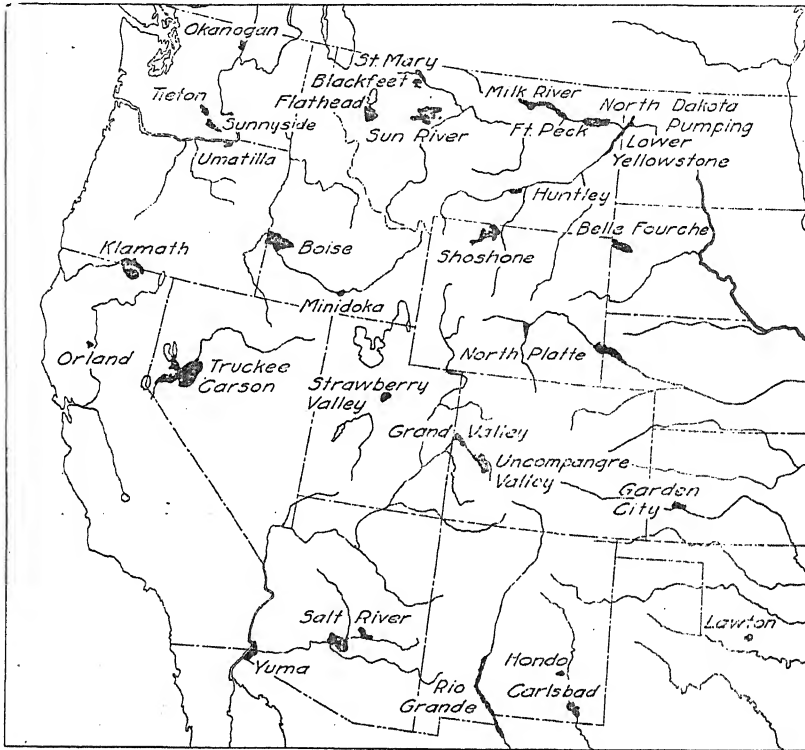 Okanogan
St Mary
Blackfeet
Flathead
Milk River
North Dakota
Pumping
Tieton
Sunnyside
Sun River
Ft. Peck
Lower
Yellowstone
Umatilla
Huntley
Klamath
Boise
Shoshone
Belle Fourche
Minidoka
Orland
Truckee
Carson
North Platte
Strawberry
Valley
Grand Valley
Uncompangre
Valley
Garden
City
Salt River
Lawton
Yuma
Rio
Grande
Hondo
Carlsbad